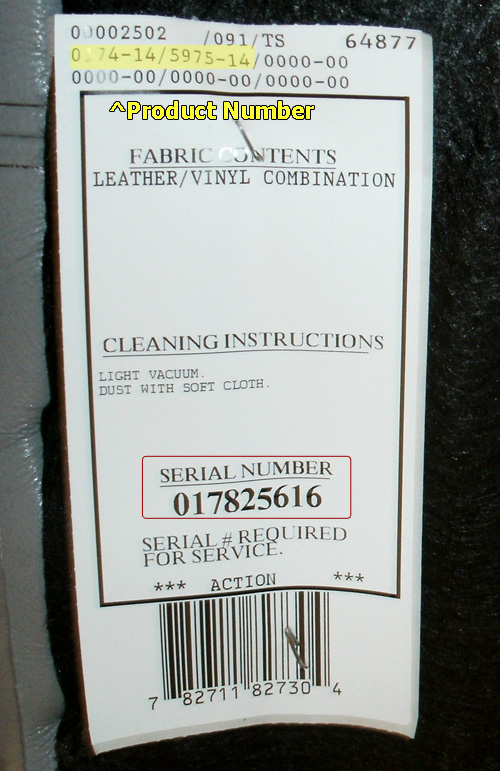 00002502 /091/TS 64877
0174-14/5975-14/0000-00
0000-00/0000-00/0000-00
^Product Number
FABRIC CONTENTS
LEATHER/VINYL COMBINATION
CLEANING INSTRUCTIONS
LIGHT VACUUM.
DUST WITH SOFT CLOTH.
SERIAL NUMBER
017825616
SERIAL # REQUIRED
FOR SERVICE.
*** ACTION ***
7 82711 82730 4